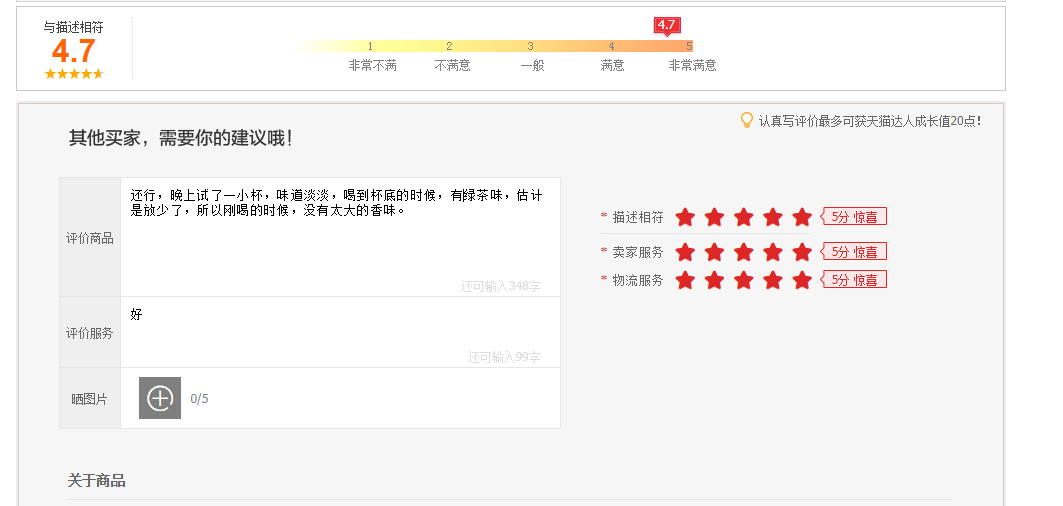 与描述相符
4.7
4.7
1 2 3 4 5
非常不满 不满意 一般 满意 非常满意
认真写评价最多可获天猫达人成长值20点!
其他买家，需要你的建议哦!
评价商品
还行，晚上试了一小杯，味道淡淡，喝到杯底的时候，有绿茶味，估计
是放少了，所以刚喝的时候，没有太大的香味。
还可输入348字
* 描述相符 5分 惊喜
* 卖家服务 5分 惊喜
* 物流服务 5分 惊喜
评价服务
好
还可输入99字
晒图片
0/5
关于商品